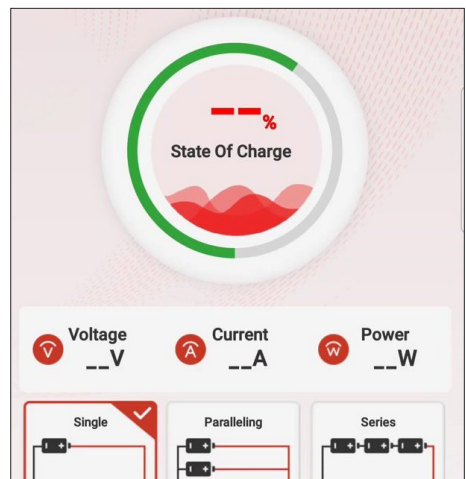 --%
State Of Charge
Voltage
Current
Power
V __V
A __A
W __W
Single
Paralleling
Series